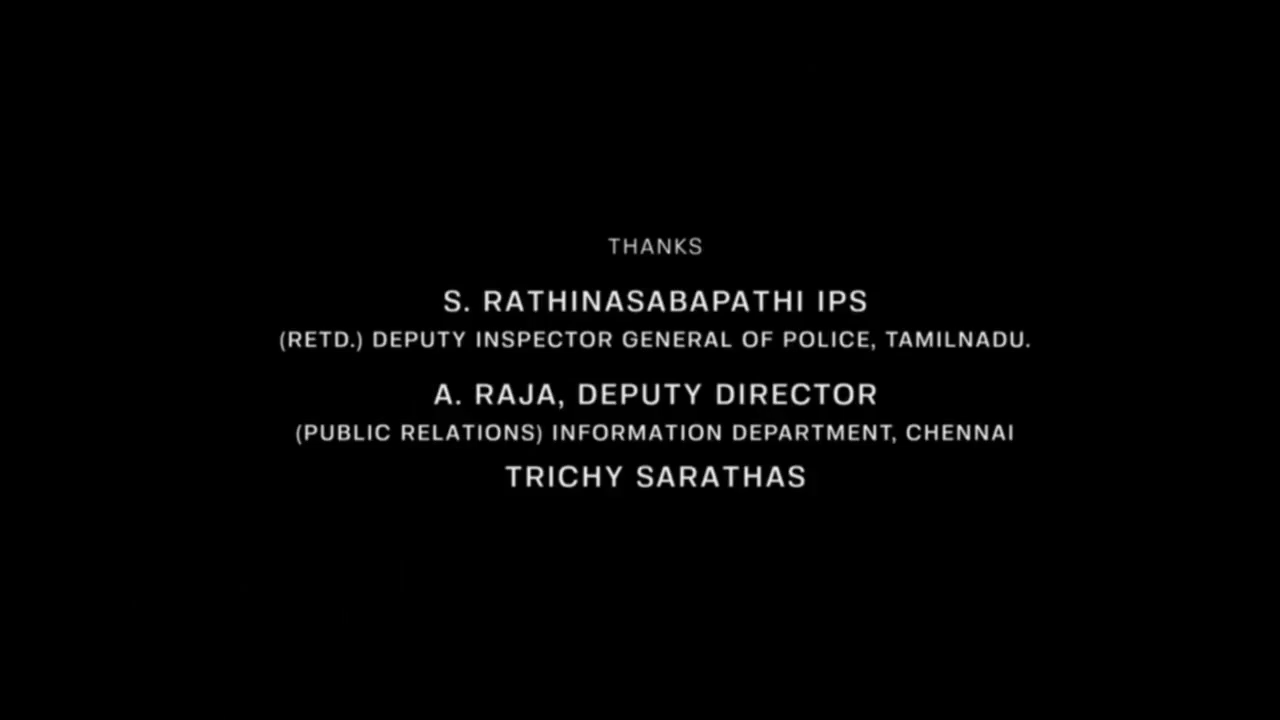 THANKS
S. RATHINASABAPATHI IPS
(RETD.) DEPUTY INSPECTOR GENERAL OF POLICE, TAMILNADU.
A. RAJA, DEPUTY DIRECTOR
(PUBLIC RELATIONS) INFORMATION DEPARTMENT, CHENNAI
TRICHY SARATHAS